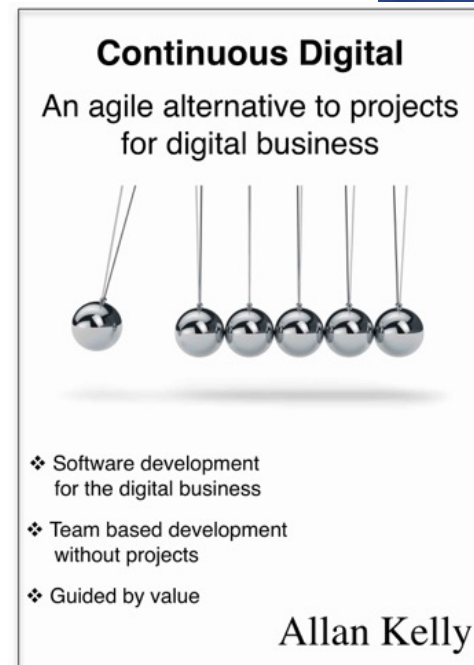 Continuous Digital
An agile alternative to projects
for digital business
❖ Software development
for the digital business
❖ Team based development
without projects
❖ Guided by value
Allan Kelly